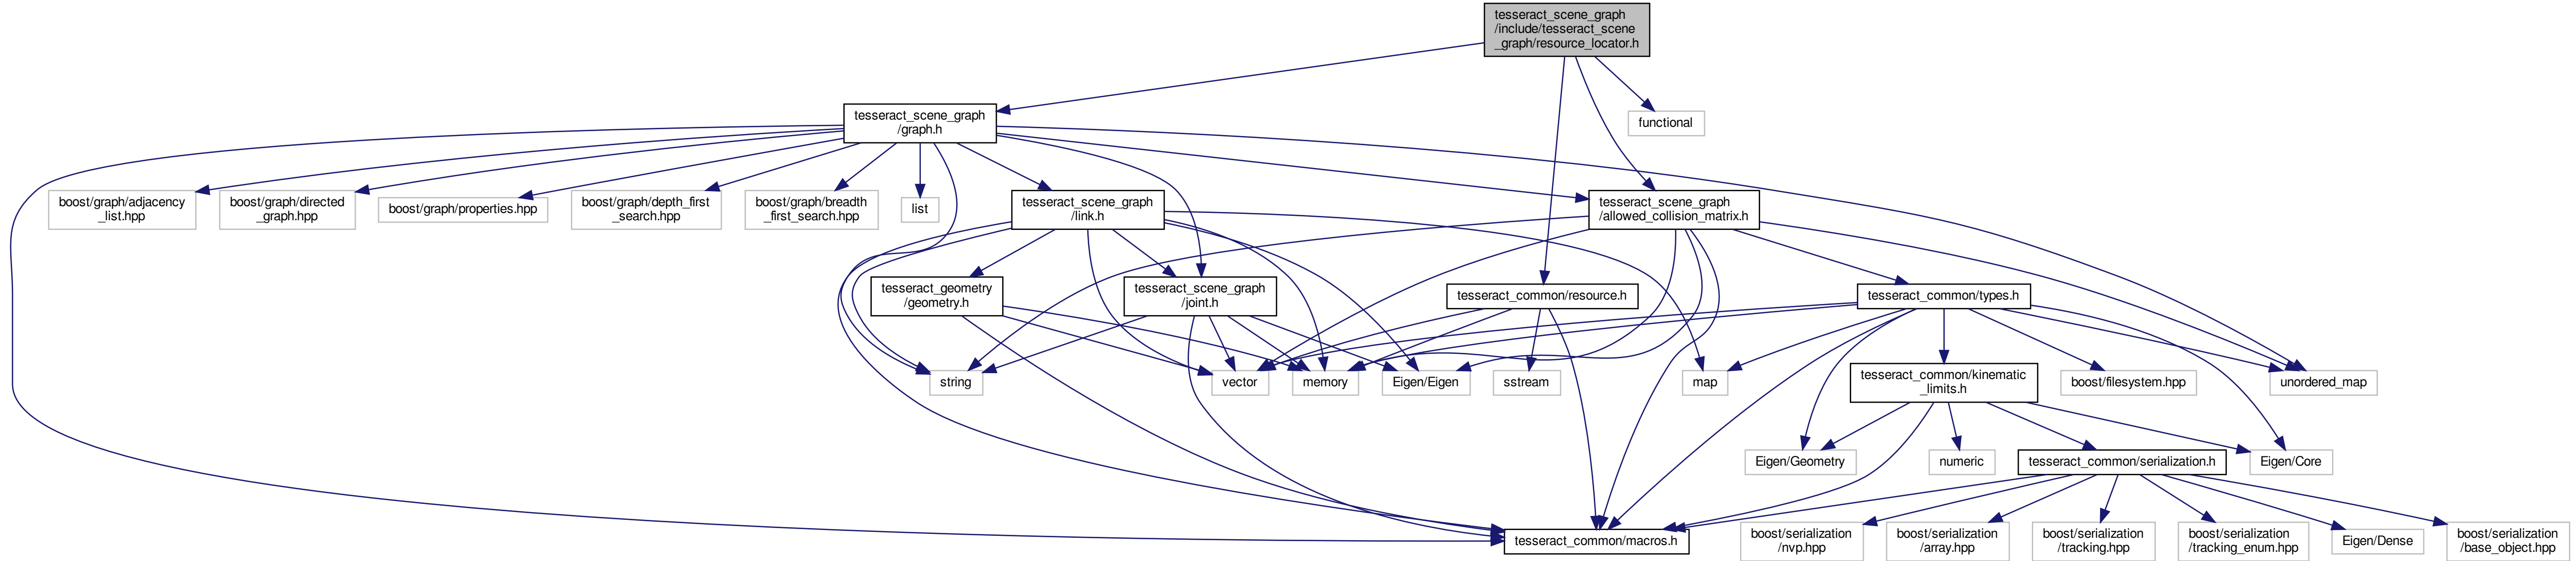 tesseract_scene_graph
/include/tesseract_scene
_graph/resource_locator.h
tesseract_scene_graph
/graph.h
functional
boost/graph/adjacency
_list.hpp
boost/graph/directed
_graph.hpp
boost/graph/properties.hpp
boost/graph/depth_first
_search.hpp
boost/graph/breadth
_first_search.hpp
list
tesseract_scene_graph
/link.h
tesseract_scene_graph
/allowed_collision_matrix.h
tesseract_geometry
/geometry.h
tesseract_scene_graph
/joint.h
tesseract_common/resource.h
tesseract_common/types.h
string
vector
memory
Eigen/Eigen
sstream
map
tesseract_common/kinematic
_limits.h
boost/filesystem.hpp
unordered_map
Eigen/Geometry
numeric
tesseract_common/serialization.h
Eigen/Core
tesseract_common/macros.h
boost/serialization
/nvp.hpp
boost/serialization
/array.hpp
boost/serialization
/tracking.hpp
boost/serialization
/tracking_enum.hpp
Eigen/Dense
boost/serialization
/base_object.hpp